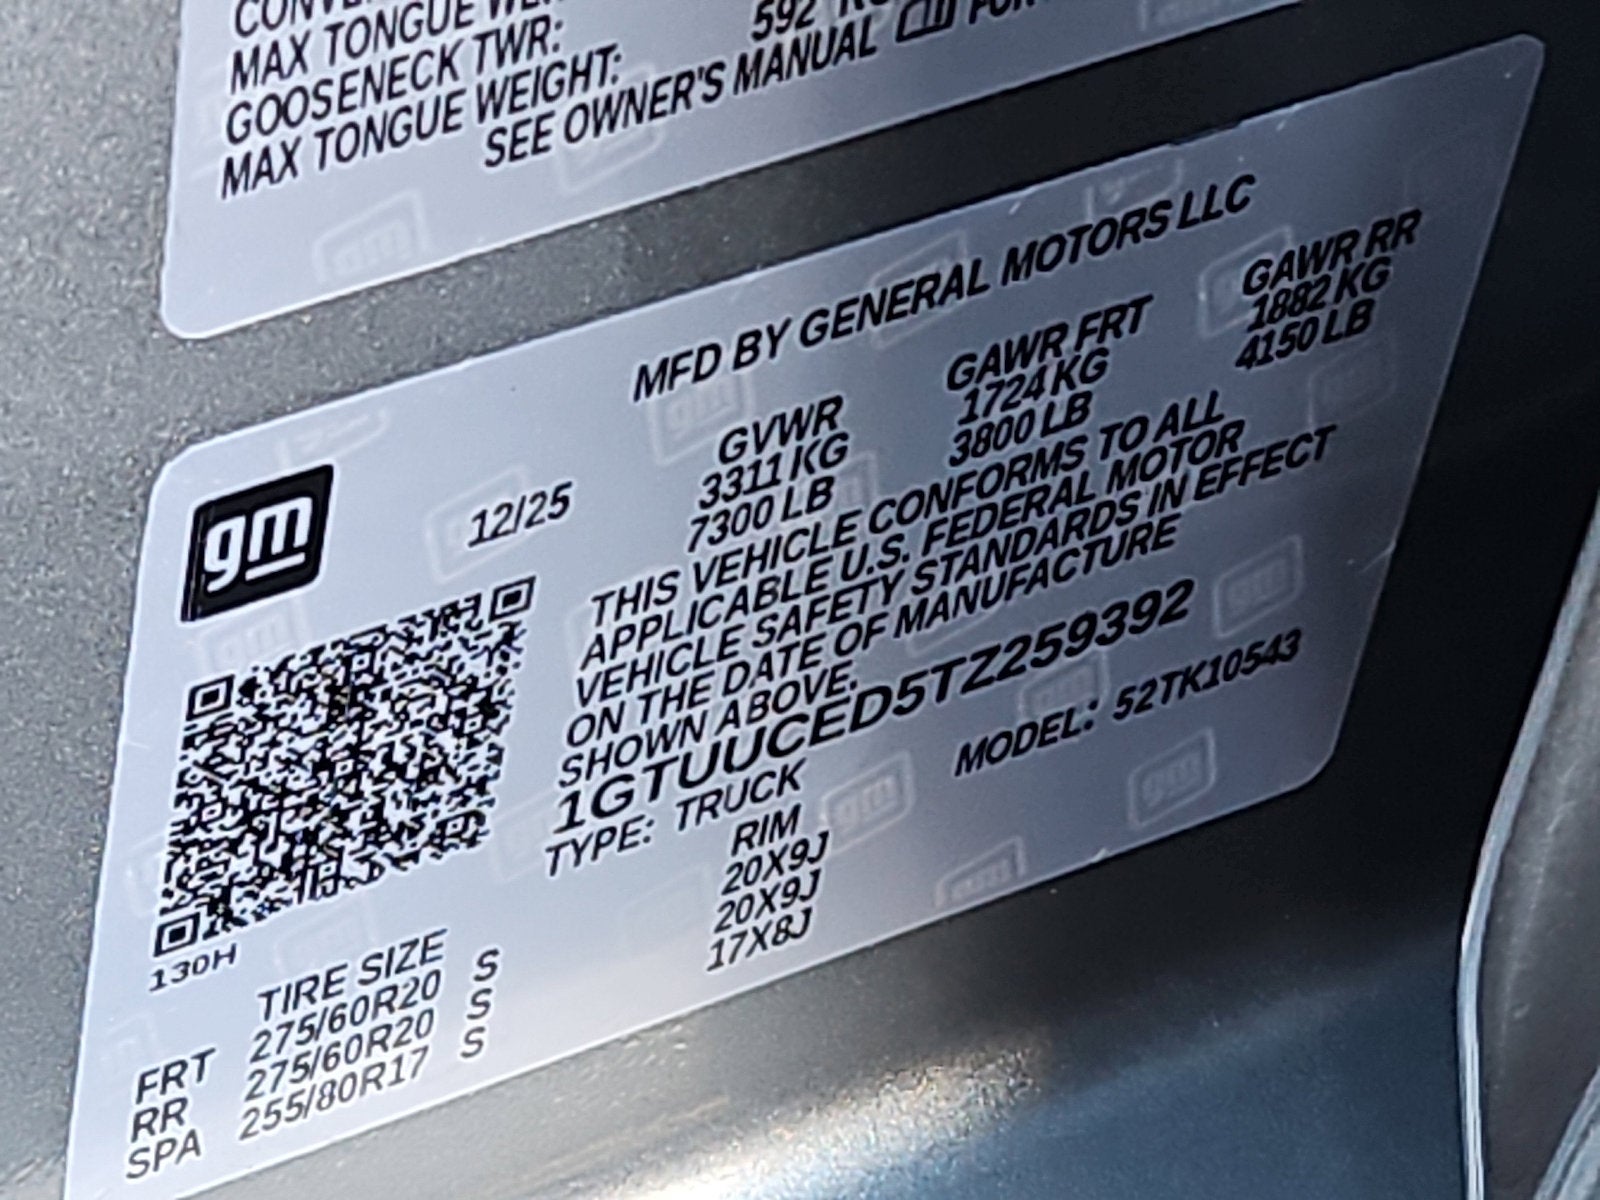 MAX TONGUE
GOOSENECK TWR:
MAX TONGUE WEIGHT:
592
SEE OWNER'S MANUAL
MFD BY GENERAL MOTORS LLC
gm
12/25
GVWR GAWR FRT GAWR RR
3311 KG 1724 KG 1882 KG
7300 LB 3800 LB 4150 LB
THIS VEHICLE CONFORMS TO ALL
APPLICABLE U.S. FEDERAL MOTOR
VEHICLE SAFETY STANDARDS IN EFFECT
ON THE DATE OF MANUFACTURE
SHOWN ABOVE.
1GTUUCED5TZ259392
TYPE: TRUCK MODEL: 52TK10543
130H
TIRE SIZE RIM
FRT 275/60R20 S 20X9J
RR 275/60R20 S 20X9J
SPA 255/80R17 S 17X8J